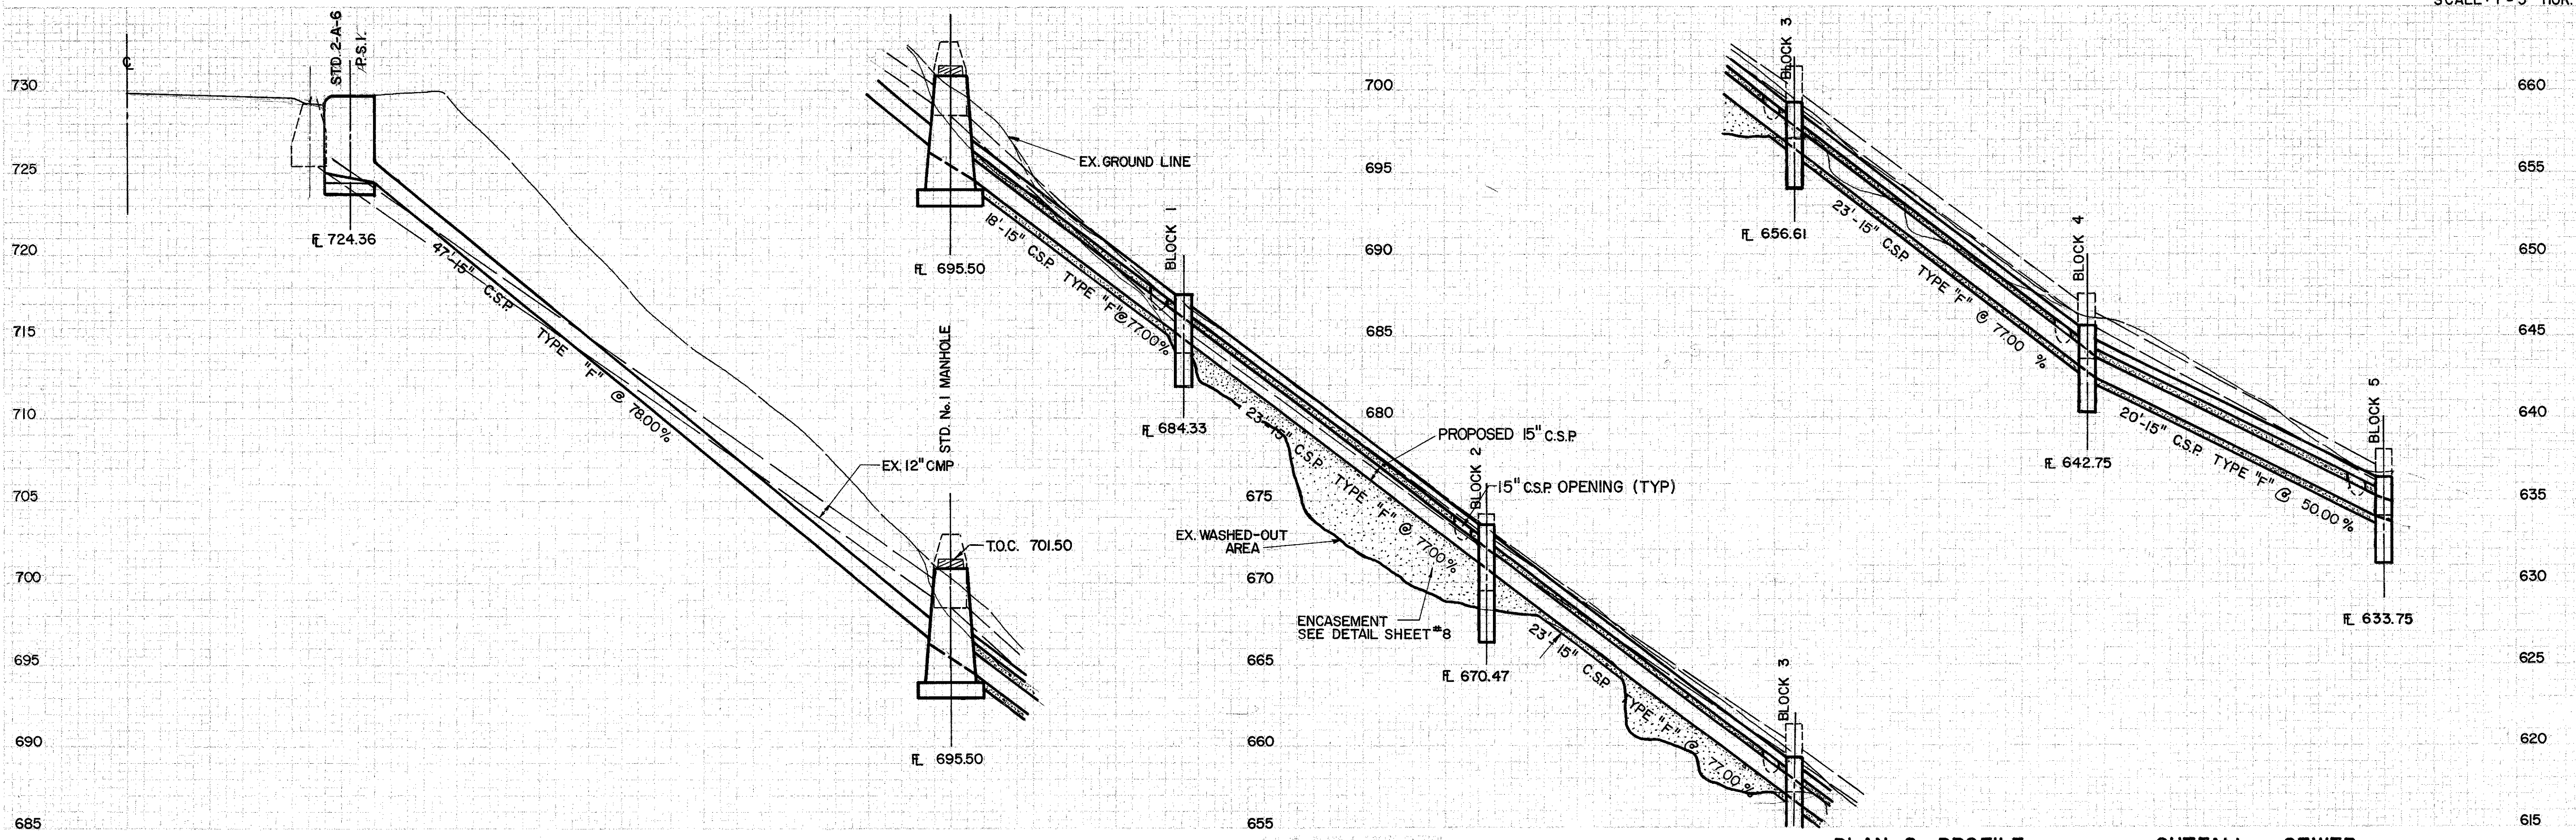 SCALE: 1"=5' HOR.
730
725
720
715
710
705
700
695
690
685
℄
STD. 2-A-6
P.S.I.
FL 724.36
47'-15" C.S.P. TYPE "F" @ 78.00%
EX. 12" CMP
STD. No. 1 MANHOLE
T.O.C. 701.50
FL 695.50
EX. GROUND LINE
FL 695.50
18'-15" C.S.P. TYPE "F" @ 77.00%
BLOCK 1
FL 684.33
700
695
690
685
680
675
670
665
660
655
23'-15" C.S.P. TYPE "F" @ 77.00%
PROPOSED 15" C.S.P.
BLOCK 2
15" C.S.P. OPENING (TYP)
EX. WASHED-OUT
AREA
ENCASEMENT
SEE DETAIL SHEET #8
FL 670.47
23'-15" C.S.P. TYPE "F" @ 77.00%
BLOCK 3
BLOCK 3
FL 656.61
23'-15" C.S.P. TYPE "F" @ 77.00 %
BLOCK 4
FL 642.75
20'-15" C.S.P. TYPE "F" @ 50.00 %
BLOCK 5
FL 633.75
660
655
650
645
640
635
630
625
620
615